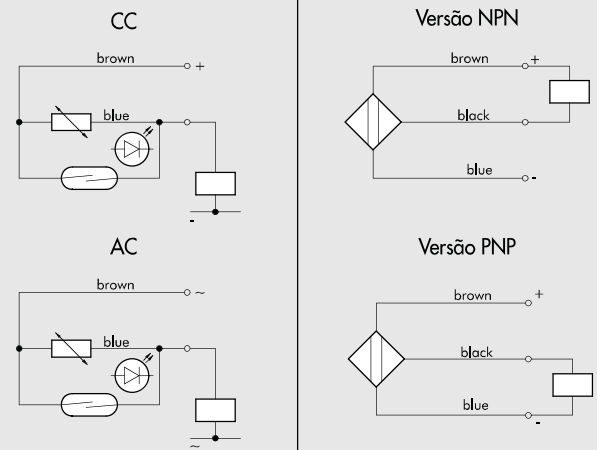 CC
brown
+
blue
-
AC
brown
~
blue
~
Versão NPN
brown
+
black
blue
-
Versão PNP
brown
+
black
blue
-